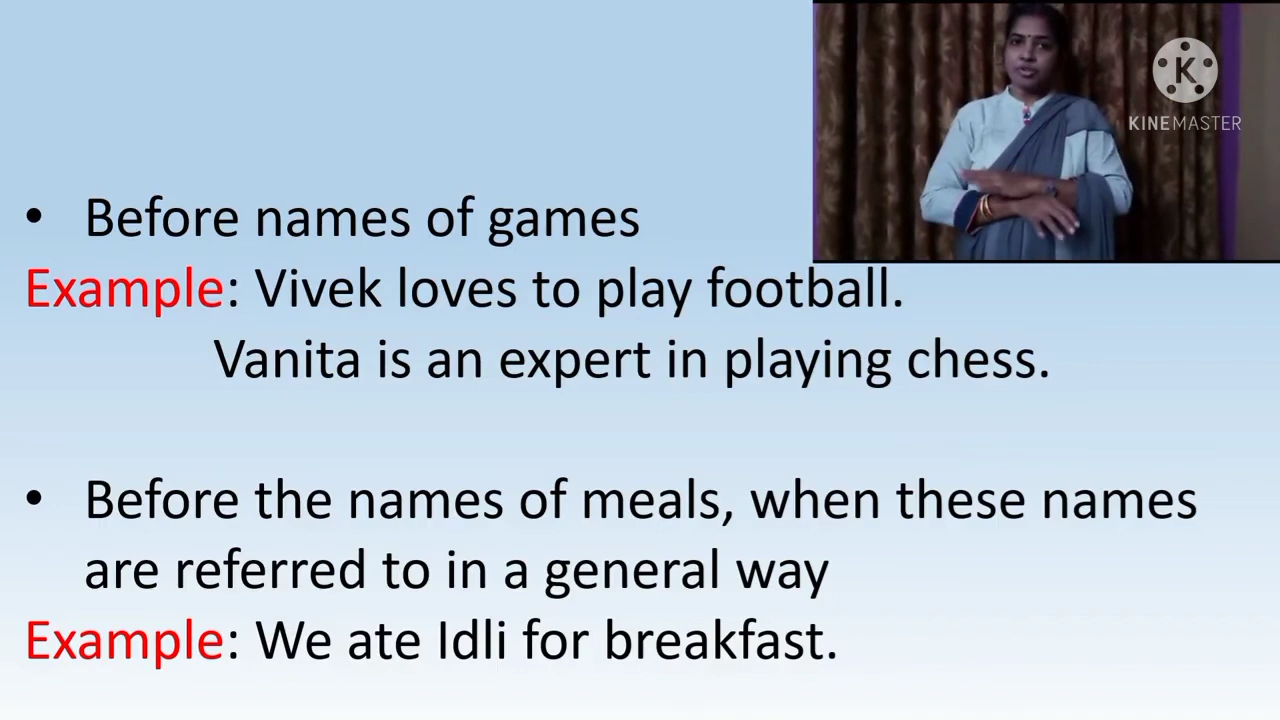 K
KINEMASTER
• Before names of games
Example: Vivek loves to play football.
Vanita is an expert in playing chess.
• Before the names of meals, when these names
are referred to in a general way
Example: We ate Idli for breakfast.